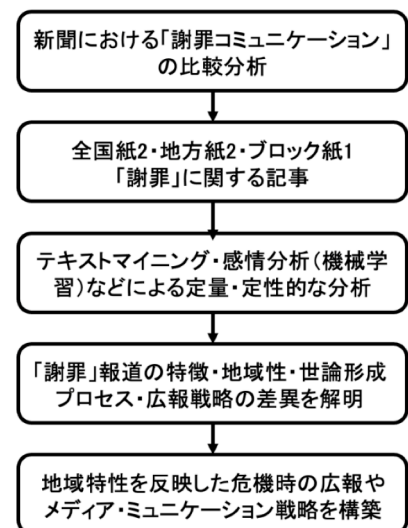 新聞における「謝罪コミュニケーション」
の比較分析
全国紙2・地方紙2・ブロック紙1
「謝罪」に関する記事
テキストマイニング・感情分析(機械学
習)などによる定量・定性的な分析
「謝罪」報道の特徴・地域性・世論形成
プロセス・広報戦略の差異を解明
地域特性を反映した危機時の広報や
メディア・ミュニケーション戦略を構築